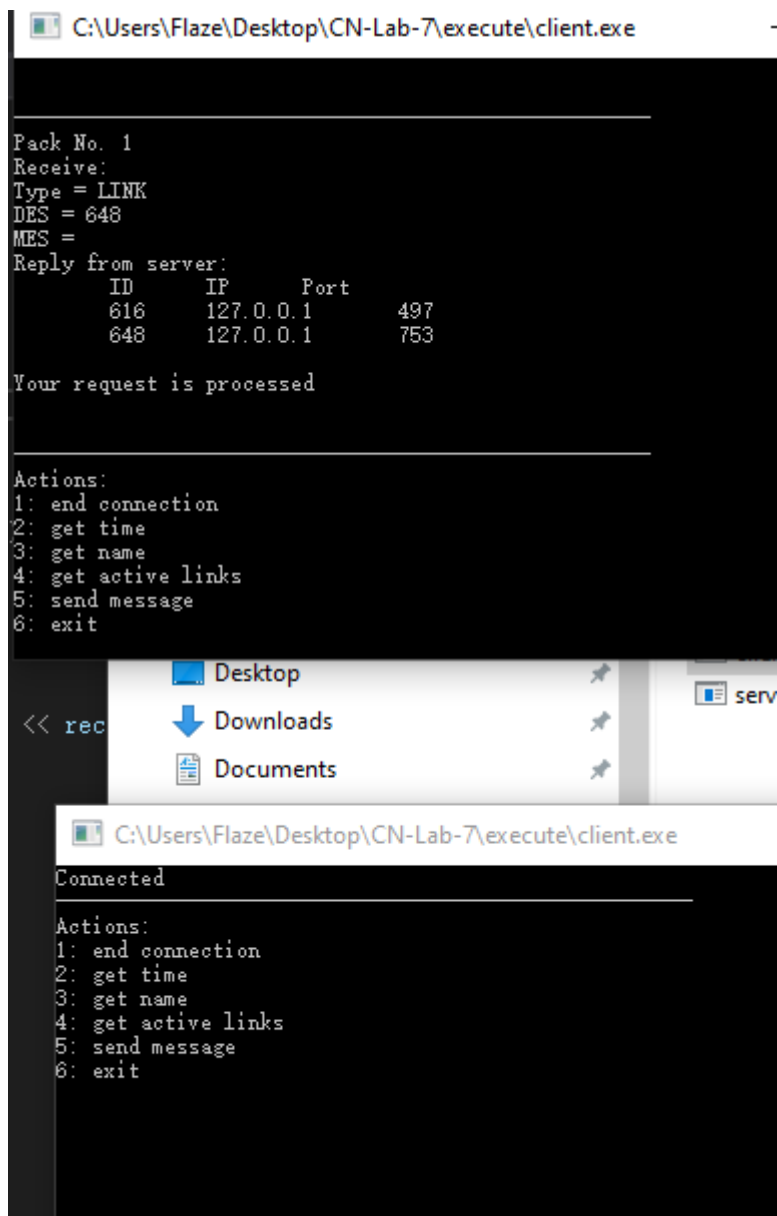 C:\Users\Flaze\Desktop\CN-Lab-7\execute\client.exe
Pack No. 1
Receive:
Type = LINK
DES = 648
MES =
Reply from server:
ID IP Port
616 127.0.0.1 497
648 127.0.0.1 753
Your request is processed
Actions:
1: end connection
2: get time
3: get name
4: get active links
5: send message
6: exit
Desktop
serv
<< rec
Downloads
Documents
C:\Users\Flaze\Desktop\CN-Lab-7\execute\client.exe
Connected
Actions:
1: end connection
2: get time
3: get name
4: get active links
5: send message
6: exit